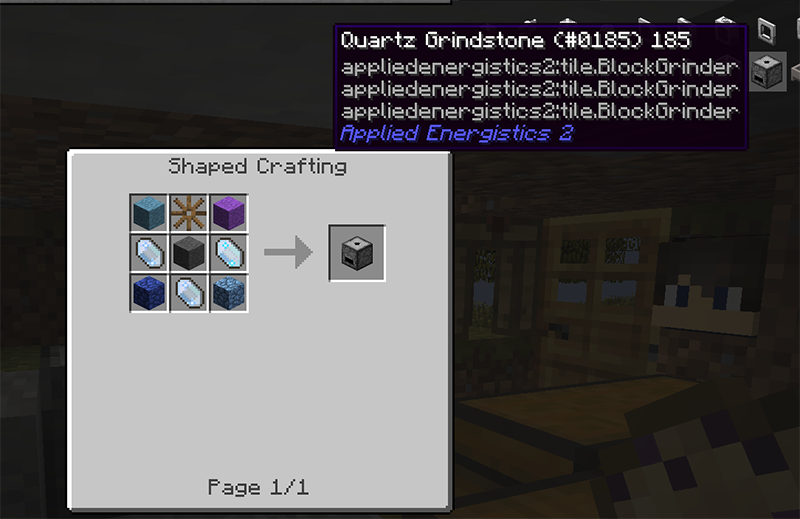 Quartz Grindstone (#0185) 185
appliedenergistics2:tile.BlockGrinder
appliedenergistics2:tile.BlockGrinder
appliedenergistics2:tile.BlockGrinder
Applied Energistics 2
Shaped Crafting
Page 1/1